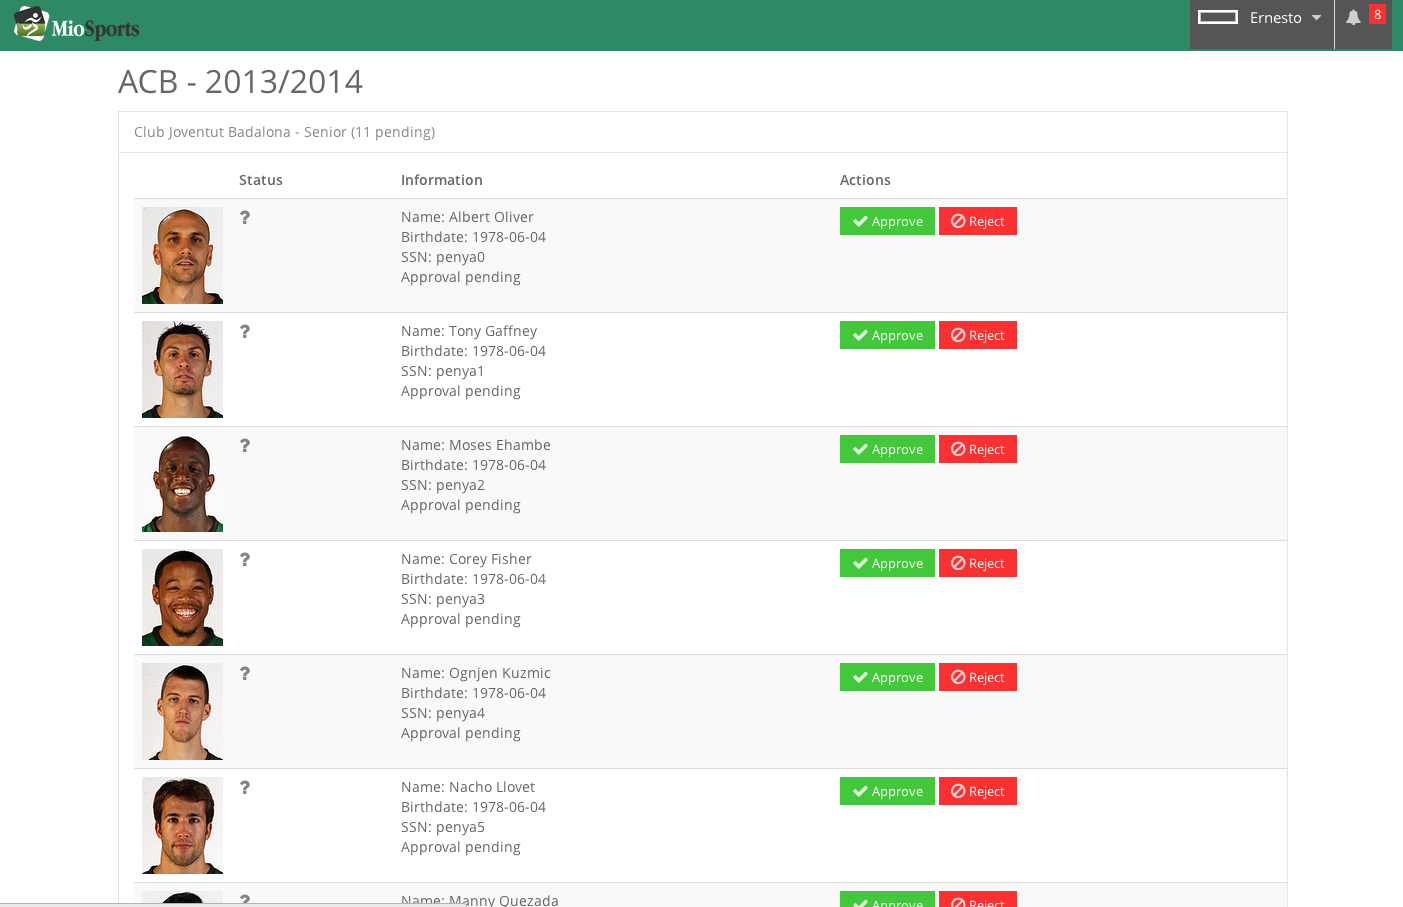 MioSports
Ernesto
8
ACB - 2013/2014
Club Joventut Badalona - Senior (11 pending)
Status Information Actions
? Name: Albert Oliver Approve Reject
Birthdate: 1978-06-04
SSN: penya0
Approval pending
? Name: Tony Gaffney Approve Reject
Birthdate: 1978-06-04
SSN: penya1
Approval pending
? Name: Moses Ehambe Approve Reject
Birthdate: 1978-06-04
SSN: penya2
Approval pending
? Name: Corey Fisher Approve Reject
Birthdate: 1978-06-04
SSN: penya3
Approval pending
? Name: Ognjen Kuzmic Approve Reject
Birthdate: 1978-06-04
SSN: penya4
Approval pending
? Name: Nacho Llovet Approve Reject
Birthdate: 1978-06-04
SSN: penya5
Approval pending
? Name: Manny Quezada Approve Reject